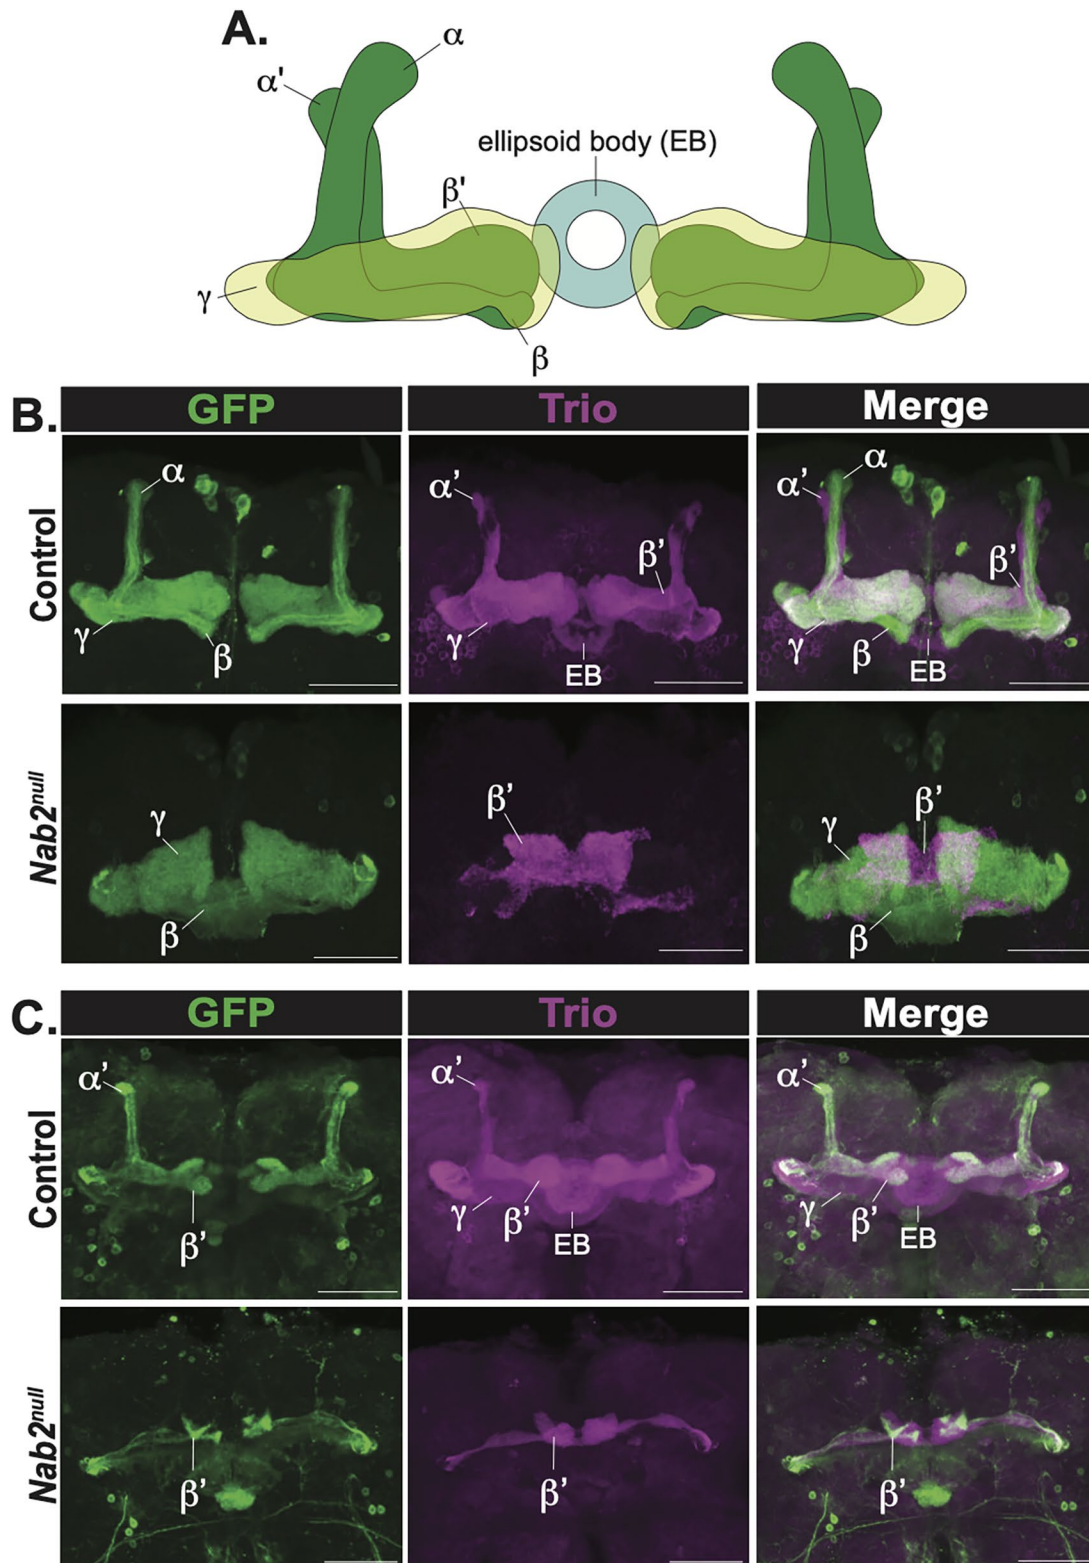 A.
α
α'
ellipsoid body (EB)
β'
γ
β
B.
GFP
Trio
Merge
Control
α
γ
β
α’
β’
γ
EB
α’
α
β’
γ
β
EB
Nab2null
γ
β
β’
γ
β’
β
C.
GFP
Trio
Merge
Control
α’
β’
α’
γ
β’
EB
α’
γ
β’
EB
Nab2null
β’
β’
β’